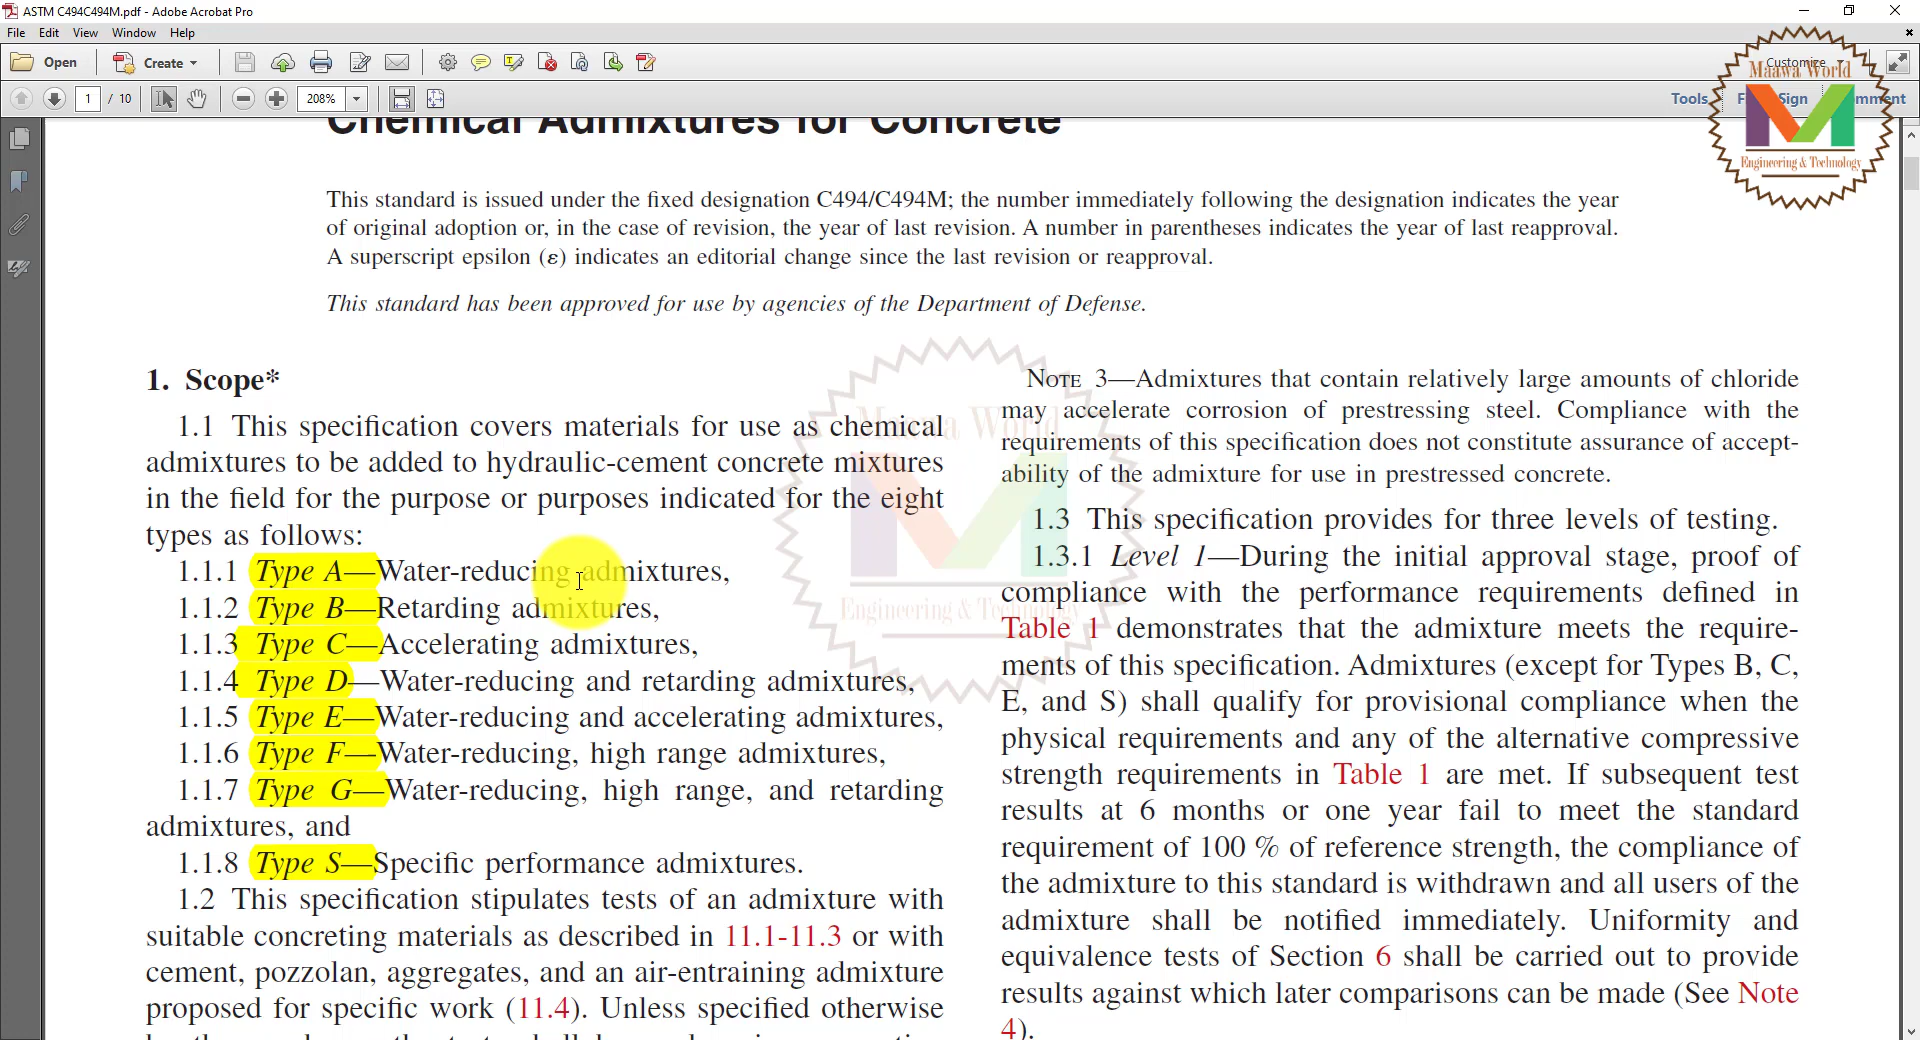 ASTM C494C494M.pdf - Adobe Acrobat Pro
File Edit View Window Help
Open Create
Customize
1 / 10 208%
Tools Sign mment
Maawa World
Engineering & Technology
Chemical Admixtures for Concrete
This standard is issued under the fixed designation C494/C494M; the number immediately following the designation indicates the year
of original adoption or, in the case of revision, the year of last revision. A number in parentheses indicates the year of last reapproval.
A superscript epsilon (ε) indicates an editorial change since the last revision or reapproval.
This standard has been approved for use by agencies of the Department of Defense.
1. Scope*
1.1 This specification covers materials for use as chemical
admixtures to be added to hydraulic-cement concrete mixtures
in the field for the purpose or purposes indicated for the eight
types as follows:
1.1.1 Type A—Water-reducing admixtures,
1.1.2 Type B—Retarding admixtures,
1.1.3 Type C—Accelerating admixtures,
1.1.4 Type D—Water-reducing and retarding admixtures,
1.1.5 Type E—Water-reducing and accelerating admixtures,
1.1.6 Type F—Water-reducing, high range admixtures,
1.1.7 Type G—Water-reducing, high range, and retarding
admixtures, and
1.1.8 Type S—Specific performance admixtures.
1.2 This specification stipulates tests of an admixture with
suitable concreting materials as described in 11.1-11.3 or with
cement, pozzolan, aggregates, and an air-entraining admixture
proposed for specific work (11.4). Unless specified otherwise
NOTE 3—Admixtures that contain relatively large amounts of chloride
may accelerate corrosion of prestressing steel. Compliance with the
requirements of this specification does not constitute assurance of accept-
ability of the admixture for use in prestressed concrete.
1.3 This specification provides for three levels of testing.
1.3.1 Level 1—During the initial approval stage, proof of
compliance with the performance requirements defined in
Table 1 demonstrates that the admixture meets the require-
ments of this specification. Admixtures (except for Types B, C,
E, and S) shall qualify for provisional compliance when the
physical requirements and any of the alternative compressive
strength requirements in Table 1 are met. If subsequent test
results at 6 months or one year fail to meet the standard
requirement of 100 % of reference strength, the compliance of
the admixture to this standard is withdrawn and all users of the
admixture shall be notified immediately. Uniformity and
equivalence tests of Section 6 shall be carried out to provide
results against which later comparisons can be made (See Note
4).
Maawa World
Engineering & Technology